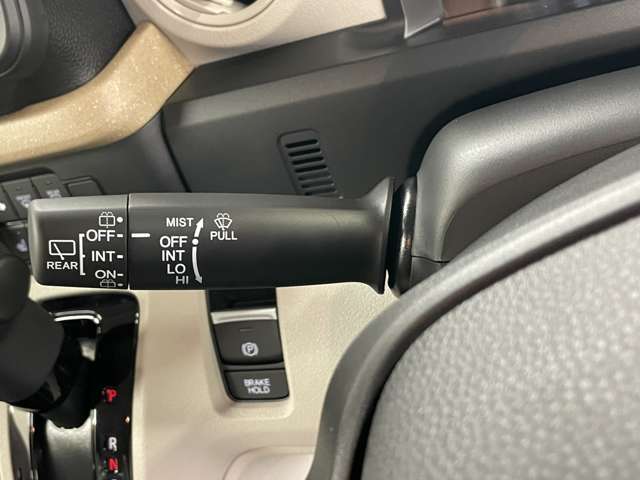 MIST
OFF
PULL
OFF
INT
INT
REAR
LO
ON
HI
P
BRAKE
HOLD
P
R
N